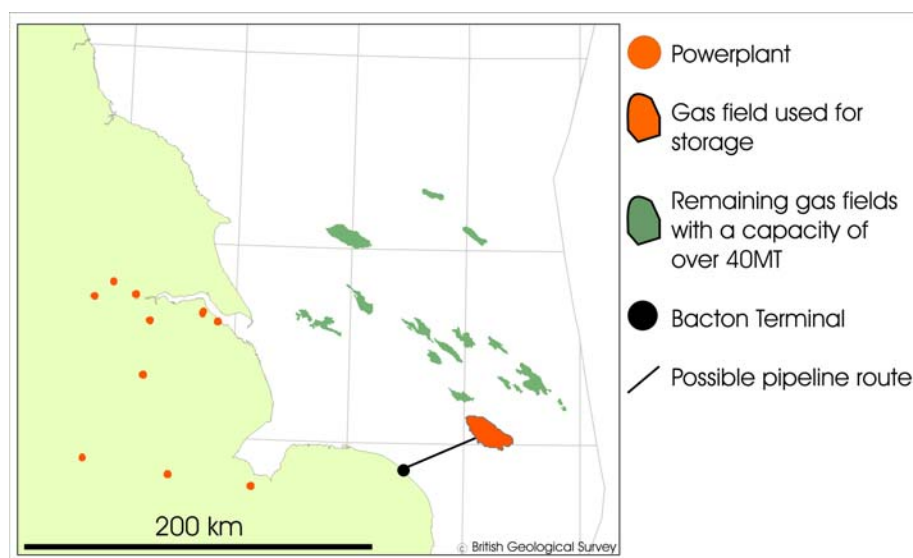 Powerplant
Gas field used for
storage
Remaining gas fields
with a capacity of
over 40MT
Bacton Terminal
Possible pipeline route
200 km
© British Geological Survey